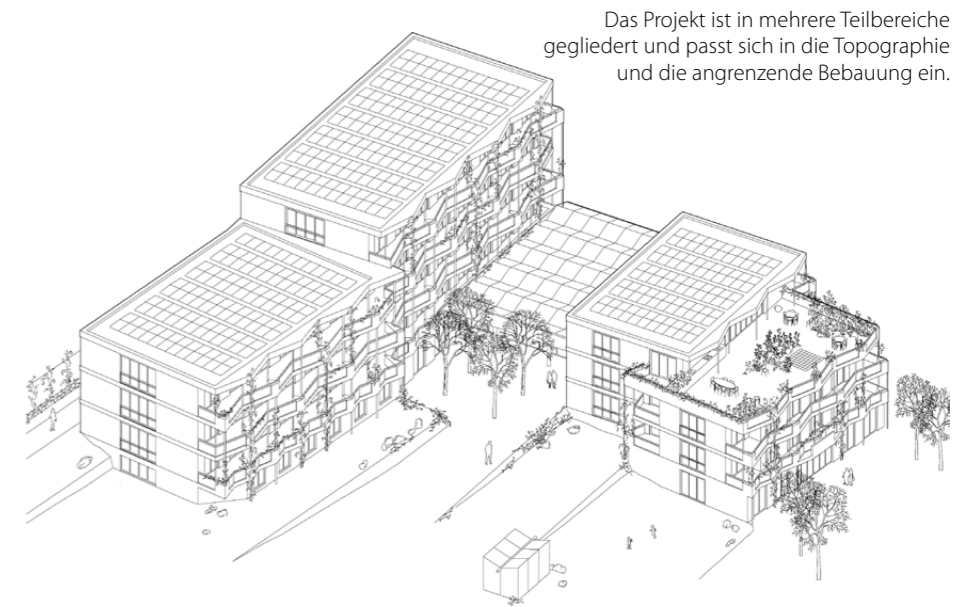 Das Projekt ist in mehrere Teilbereiche
gegliedert und passt sich in die Topographie
und die angrenzende Bebauung ein.